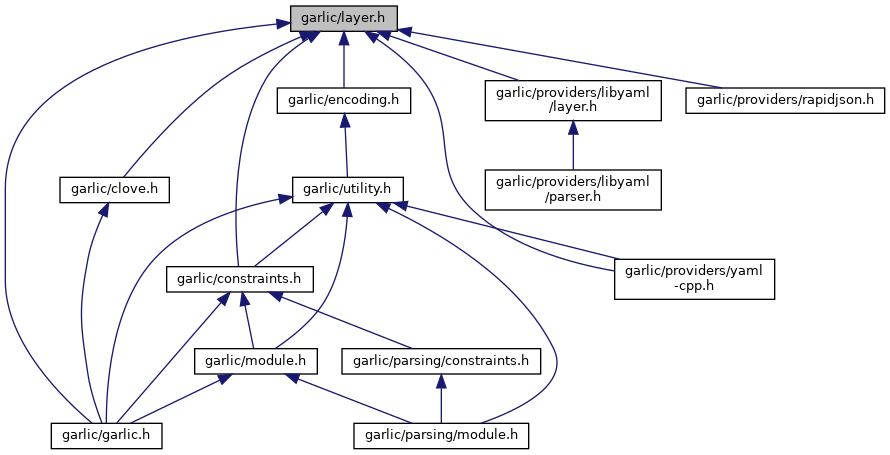 garlic/layer.h
garlic/encoding.h
garlic/providers/libyaml
/layer.h
garlic/providers/rapidjson.h
garlic/clove.h
garlic/utility.h
garlic/providers/libyaml
/parser.h
garlic/constraints.h
garlic/providers/yaml
-cpp.h
garlic/module.h
garlic/parsing/constraints.h
garlic/garlic.h
garlic/parsing/module.h